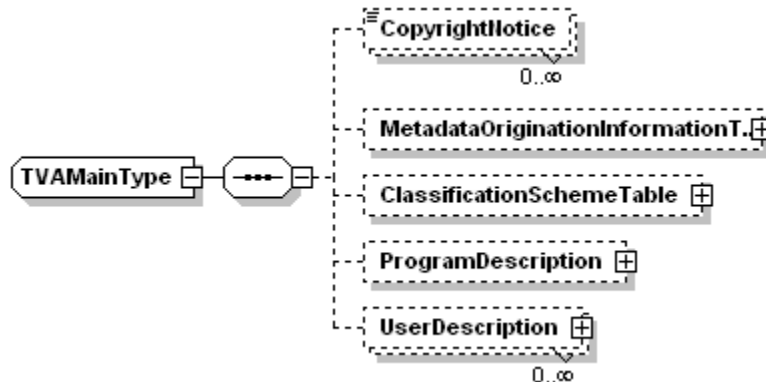 CopyrightNotice
0..∞
MetadataOriginationInformationT..
TVAMainType
ClassificationSchemeTable
ProgramDescription
UserDescription
0..∞